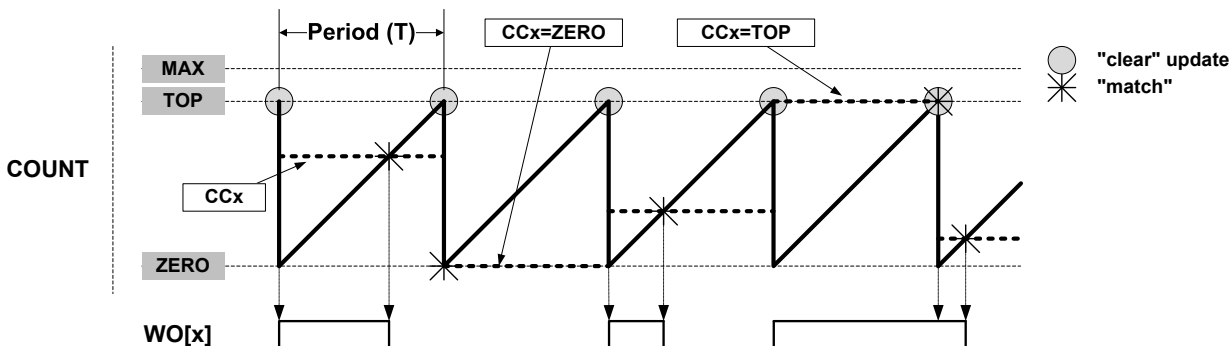 Period (T)
CCx=ZERO
CCx=TOP
"clear" update
"match"
MAX
TOP
COUNT
CCx
ZERO
WO[x]